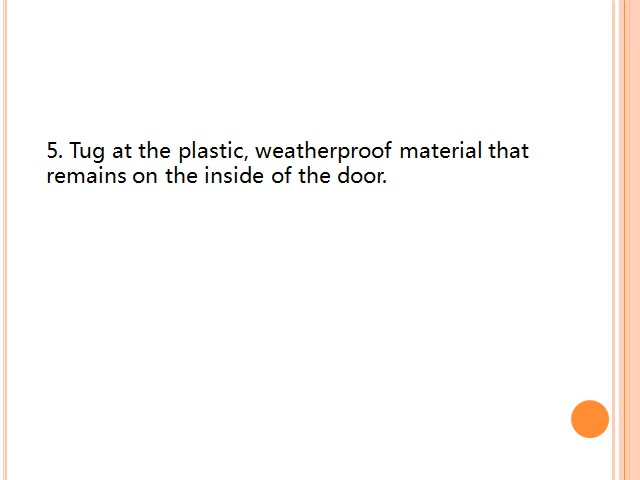 5. Tug at the plastic, weatherproof material that
remains on the inside of the door.